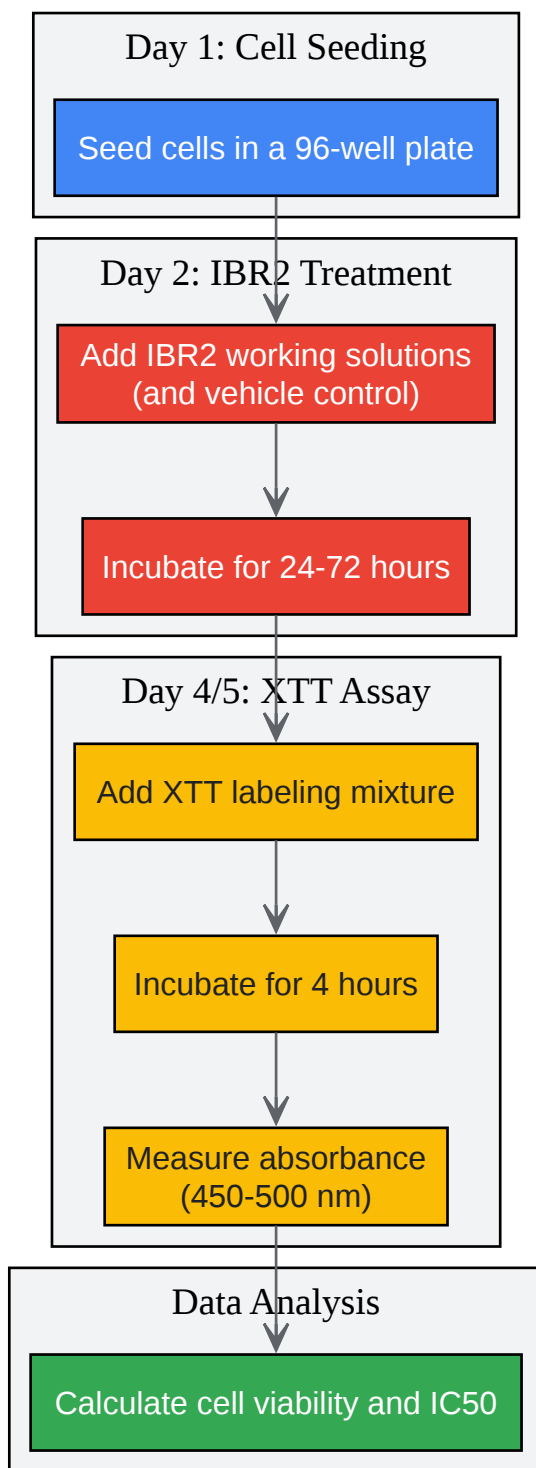 Day 1: Cell Seeding
Seed cells in a 96-well plate
Day 2: IBR2 Treatment
Add IBR2 working solutions
(and vehicle control)
Incubate for 24-72 hours
Day 4/5: XTT Assay
Add XTT labeling mixture
Incubate for 4 hours
Measure absorbance
(450-500 nm)
Data Analysis
Calculate cell viability and IC50